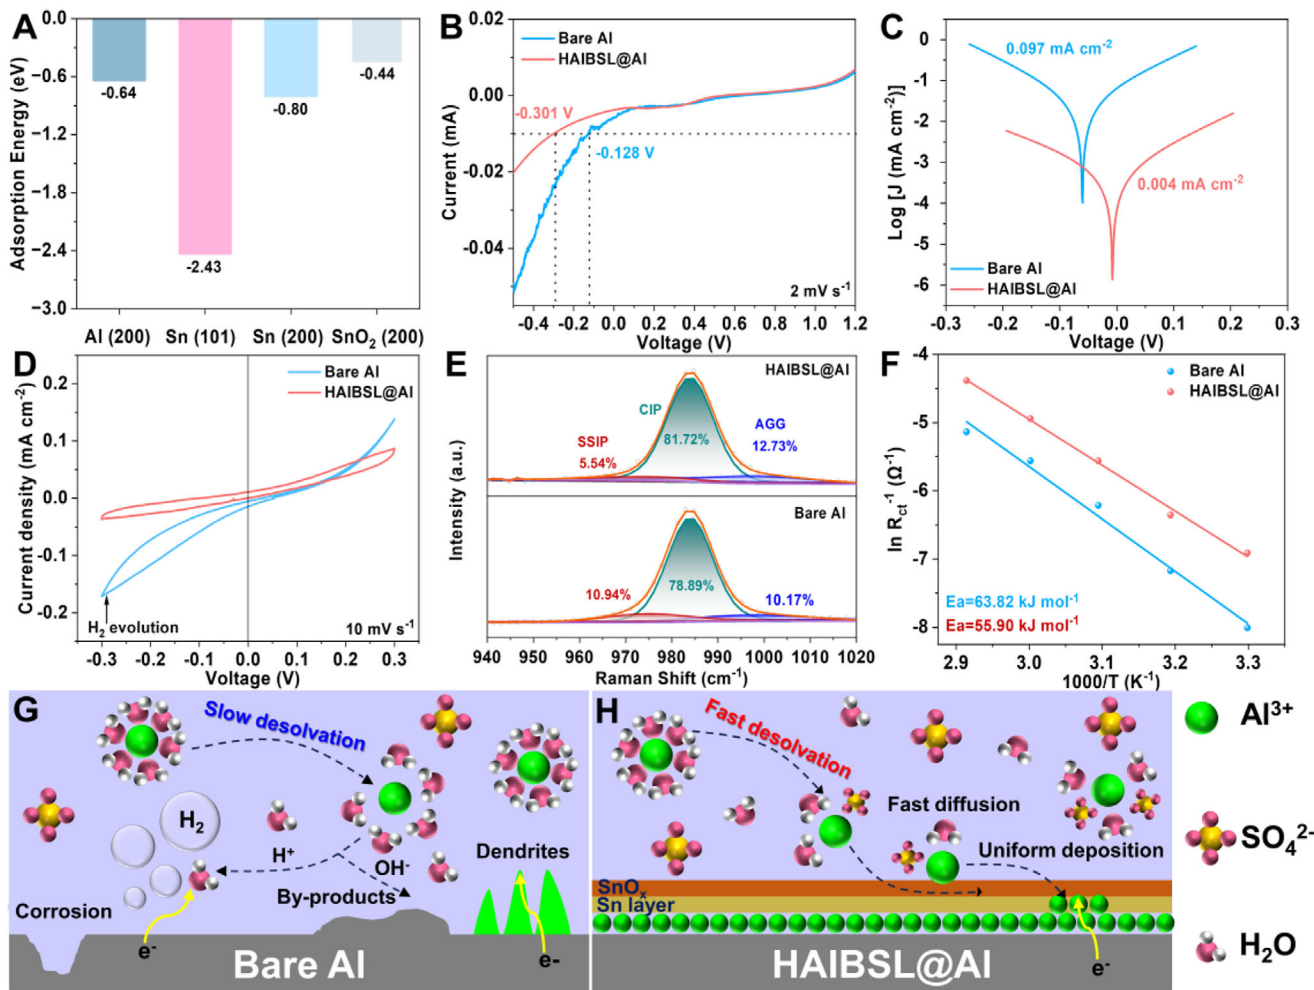 A
Adsorption Energy (eV)
0.0
−0.6
−1.2
−1.8
−2.4
−3.0
-0.64
-2.43
-0.80
-0.44
Al (200)
Sn (101)
Sn (200)
SnO2 (200)
B
Current (mA)
0.02
0.00
-0.02
-0.04
Bare Al
HAIBSL@Al
-0.301 V
-0.128 V
2 mV s-1
-0.4 -0.2 0.0 0.2 0.4 0.6 0.8 1.0 1.2
Voltage (V)
C
Log [J (mA cm-2)]
0
-1
-2
-3
-4
-5
-6
0.097 mA cm-2
0.004 mA cm-2
Bare Al
HAIBSL@Al
-0.3 -0.2 -0.1 0.0 0.1 0.2 0.3
Voltage (V)
D
Current density (mA cm-2)
0.2
0.1
0.0
-0.1
-0.2
Bare Al
HAIBSL@Al
H2 evolution
10 mV s-1
-0.3 -0.2 -0.1 0.0 0.1 0.2 0.3
Voltage (V)
E
Intensity (a.u.)
HAIBSL@Al
CIP
81.72%
SSIP
5.54%
AGG
12.73%
Bare Al
10.94%
78.89%
10.17%
940 950 960 970 980 990 1000 1010 1020
Raman Shift (cm-1)
F
ln Rct-1 (Ω-1)
-4
-5
-6
-7
-8
Bare Al
HAIBSL@Al
Ea=63.82 kJ mol-1
Ea=55.90 kJ mol-1
2.9 3.0 3.1 3.2 3.3
1000/T (K-1)
G
Slow desolvation
H2
H+
OH-
By-products
Dendrites
Corrosion
e-
e-
Bare Al
H
Fast desolvation
Fast diffusion
Uniform deposition
SnOx
Sn layer
e-
HAIBSL@Al
Al3+
SO42-
H2O